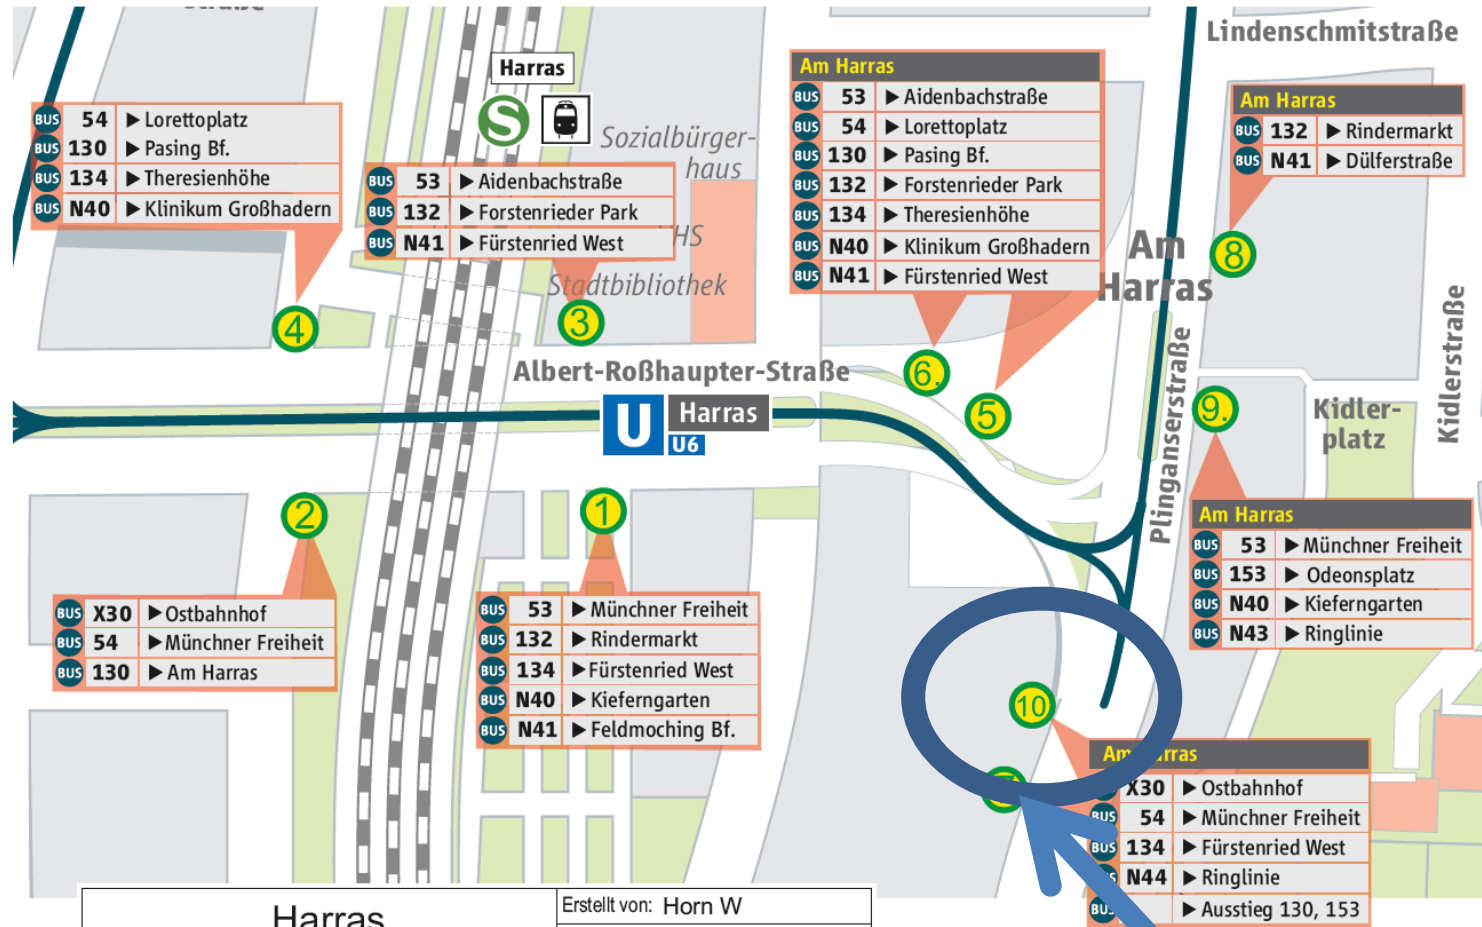 Lindenschmitstraße
Harras
S
Sozialbürger-
haus
HS
Stadtbibliothek
BUS 54 ▶ Lorettoplatz
BUS 130 ▶ Pasing Bf.
BUS 134 ▶ Theresienhöhe
BUS N40 ▶ Klinikum Großhadern
BUS 53 ▶ Aidenbachstraße
BUS 132 ▶ Forstenrieder Park
BUS N41 ▶ Fürstenried West
Am Harras
BUS 53 ▶ Aidenbachstraße
BUS 54 ▶ Lorettoplatz
BUS 130 ▶ Pasing Bf.
BUS 132 ▶ Forstenrieder Park
BUS 134 ▶ Theresienhöhe
BUS N40 ▶ Klinikum Großhadern
BUS N41 ▶ Fürstenried West
Am Harras
BUS 132 ▶ Rindermarkt
BUS N41 ▶ Dülferstraße
Am
Harras
8
4
3
6.
5
9.
Albert-Roßhaupter-Straße
U Harras
U6
Plinganserstraße
Kidler-
platz
Kidlerstraße
2
1
Am Harras
BUS 53 ▶ Münchner Freiheit
BUS 153 ▶ Odeonsplatz
BUS N40 ▶ Kieferngarten
BUS N43 ▶ Ringlinie
BUS X30 ▶ Ostbahnhof
BUS 54 ▶ Münchner Freiheit
BUS 130 ▶ Am Harras
BUS 53 ▶ Münchner Freiheit
BUS 132 ▶ Rindermarkt
BUS 134 ▶ Fürstenried West
BUS N40 ▶ Kieferngarten
BUS N41 ▶ Feldmoching Bf.
10
Am Harras
X30 ▶ Ostbahnhof
BUS 54 ▶ Münchner Freiheit
BUS 134 ▶ Fürstenried West
BUS N44 ▶ Ringlinie
BUS ▶ Ausstieg 130, 153
Harras
Erstellt von: Horn W